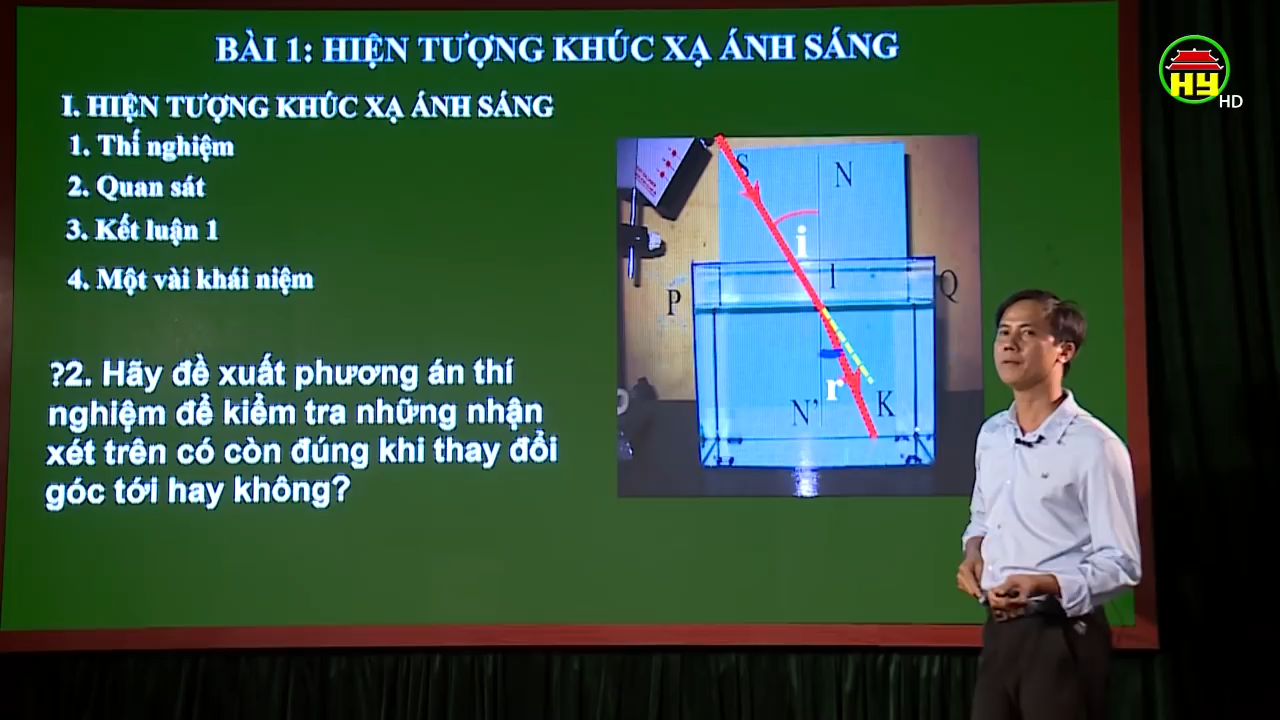 BÀI 1: HIỆN TƯỢNG KHÚC XẠ ÁNH SÁNG
I. HIỆN TƯỢNG KHÚC XẠ ÁNH SÁNG
1. Thí nghiệm
2. Quan sát
3. Kết luận 1
4. Một vài khái niệm
?2. Hãy đề xuất phương án thí
nghiệm để kiểm tra những nhận
xét trên có còn đúng khi thay đổi
góc tới hay không?
S
N
i
I
P
Q
r
N'
K
HY
HD